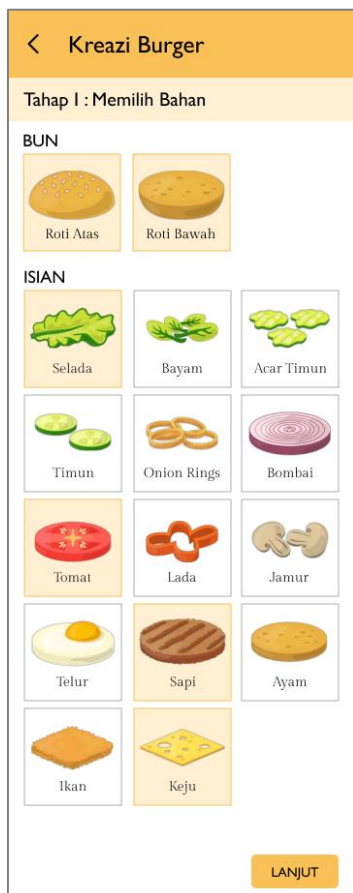 Kreazi Burger
Tahap I : Memilih Bahan
BUN
Roti Atas
Roti Bawah
ISIAN
Selada
Bayam
Acar Timun
Timun
Onion Rings
Bombai
Tomat
Lada
Jamur
Telur
Sapi
Ayam
Ikan
Keju
LANJUT